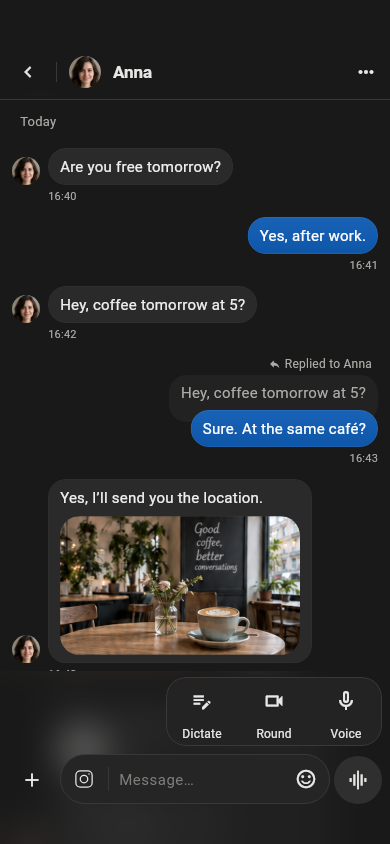 Anna
Today
Are you free tomorrow?
16:40
Yes, after work.
16:41
Hey, coffee tomorrow at 5?
16:42
Replied to Anna
Hey, coffee tomorrow at 5?
Sure. At the same café?
16:43
Yes, I’ll send you the location.
Good
coffee,
better
conversations
Dictate
Round
Voice
Message…